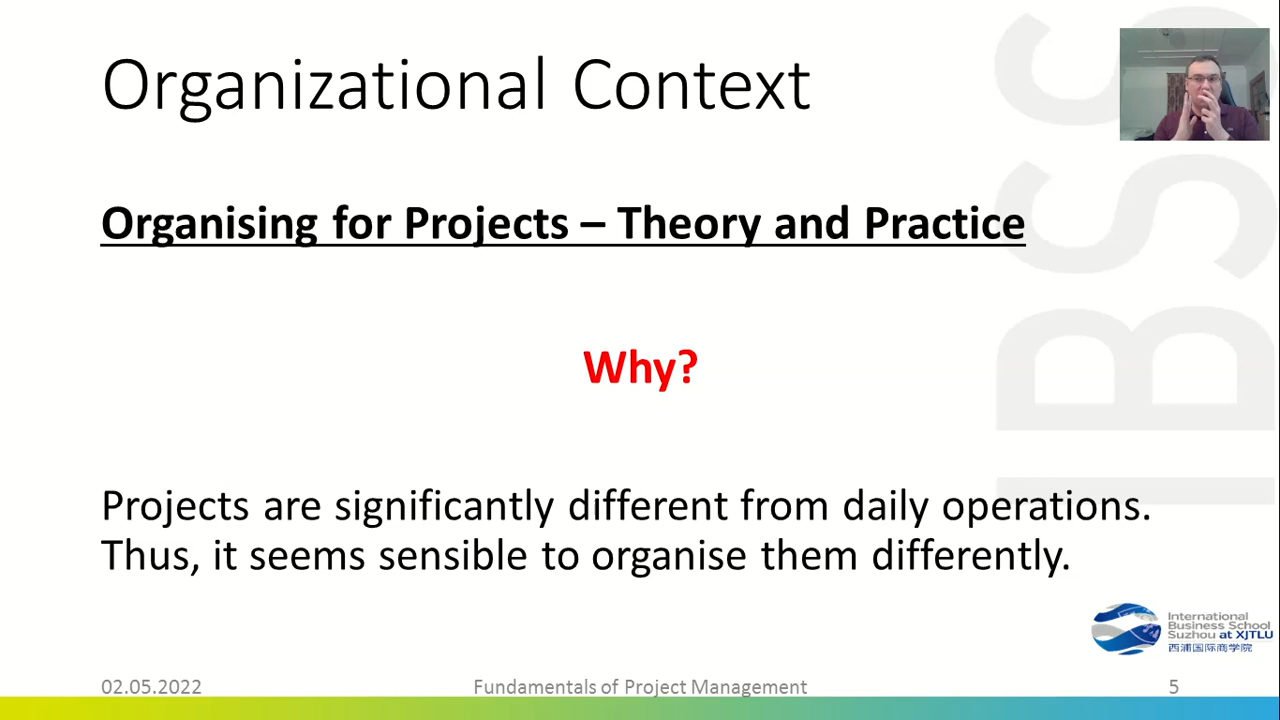 Organizational Context
Organising for Projects – Theory and Practice
Why?
Projects are significantly different from daily operations.
Thus, it seems sensible to organise them differently.
IBSS
International
Business School
Suzhou at XJTLU
西浦国际商学院
02.05.2022
Fundamentals of Project Management
5